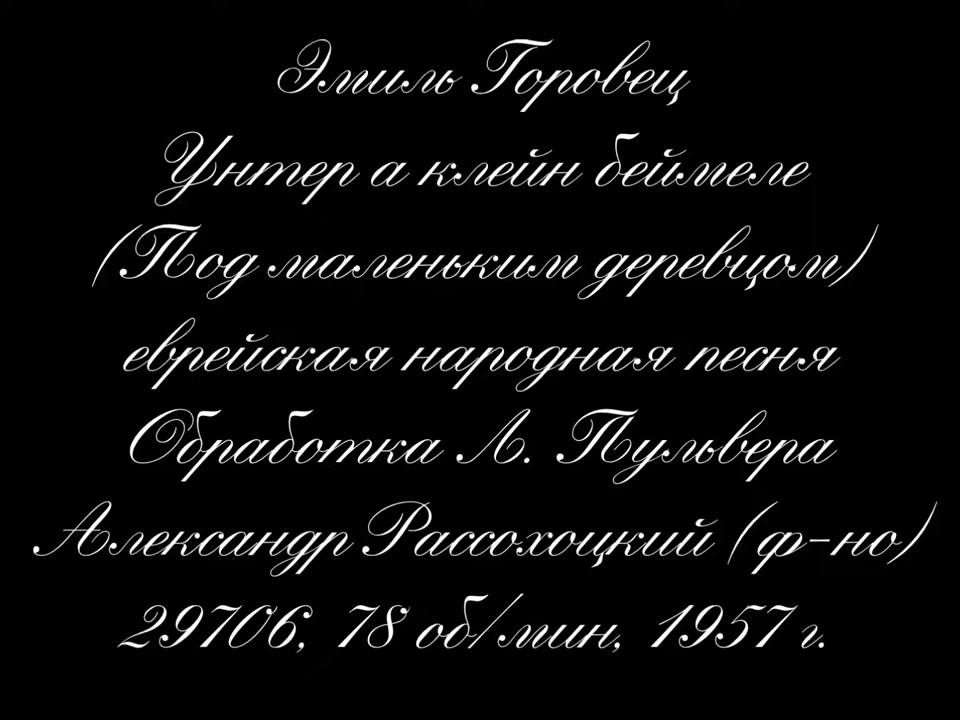 Эмиль Горовец
Унтер а клейн беймеле
(Под маленьким деревцом)
еврейская народная песня
Обработка Л. Пульвера
Александр Рассохоцкий (ф-но)
29706, 78 об/мин, 1957 г.